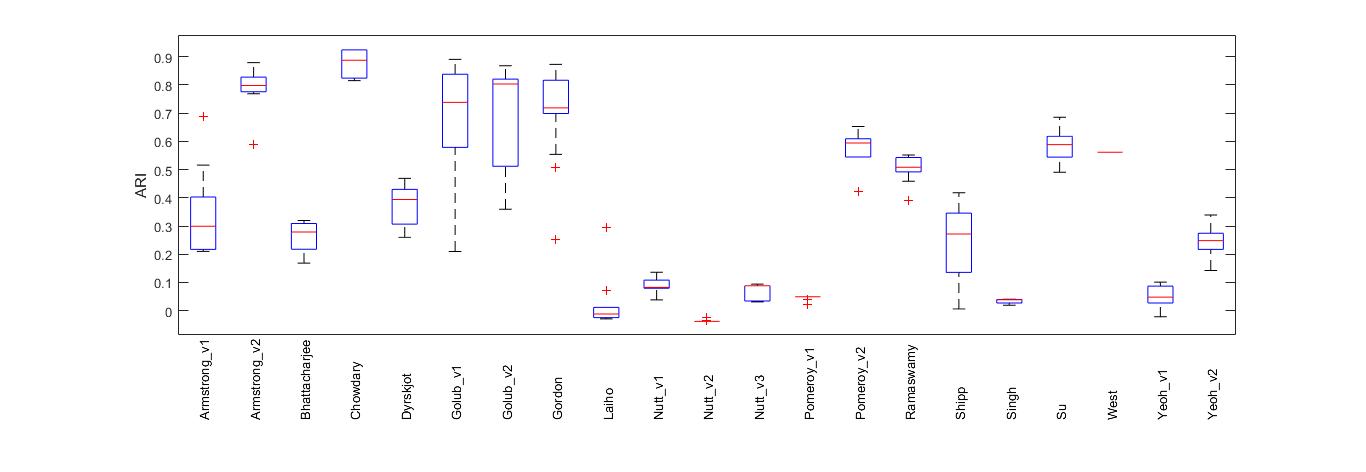 0.9
0.8
0.7
0.6
0.5
0.4
0.3
0.2
0.1
0
ARI
Armstrong_v1
Armstrong_v2
Bhattacharjee
Chowdary
Dyrskjot
Golub_v1
Golub_v2
Gordon
Laiho
Nutt_v1
Nutt_v2
Nutt_v3
Pomeroy_v1
Pomeroy_v2
Ramaswamy
Shipp
Singh
Su
West
Yeoh_v1
Yeoh_v2